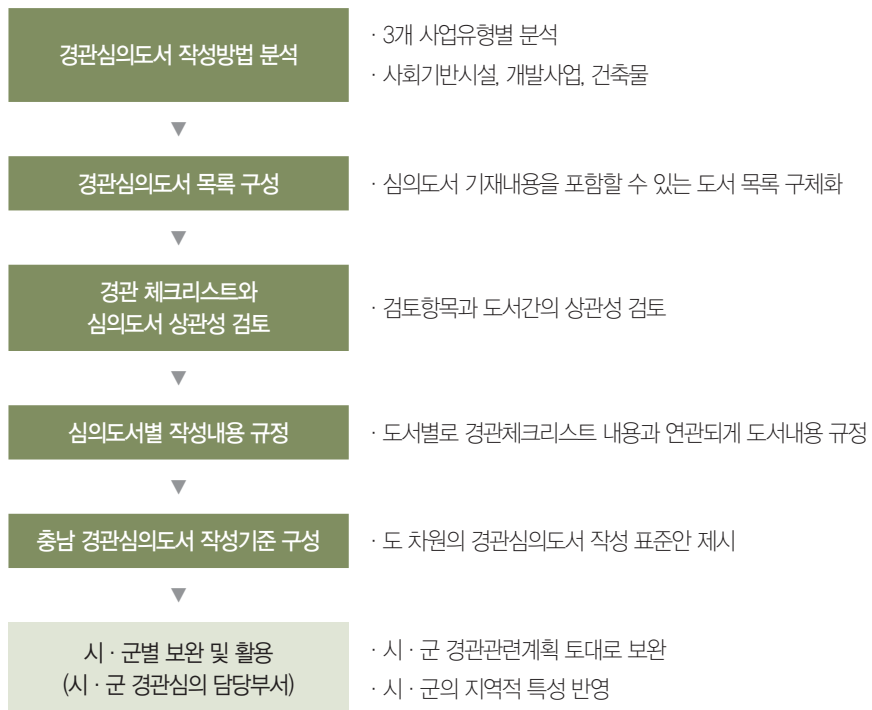 경관심의도서 작성방법 분석
· 3개 사업유형별 분석
· 사회기반시설, 개발사업, 건축물
▼
경관심의도서 목록 구성
· 심의도서 기재내용을 포함할 수 있는 도서 목록 구체화
▼
경관 체크리스트와
심의도서 상관성 검토
· 검토항목과 도서간의 상관성 검토
▼
심의도서별 작성내용 규정
· 도서별로 경관체크리스트 내용과 연관되게 도서내용 규정
▼
충남 경관심의도서 작성기준 구성
· 도 차원의 경관심의도서 작성 표준안 제시
▼
시 · 군별 보완 및 활용
(시 · 군 경관심의 담당부서)
· 시 · 군 경관관련계획 토대로 보완
· 시 · 군의 지역적 특성 반영